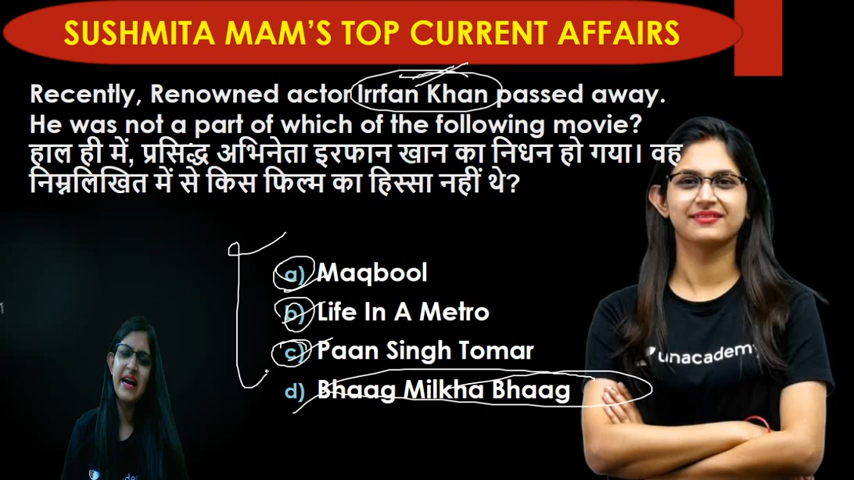 SUSHMITA MAM'S TOP CURRENT AFFAIRS
Recently, Renowned actor Irrfan Khan passed away.
He was not a part of which of the following movie?
हाल ही में, प्रसिद्ध अभिनेता इरफान खान का निधन हो गया। वह
निम्नलिखित में से किस फिल्म का हिस्सा नहीं थे?
a) Maqbool
b) Life In A Metro
c) Paan Singh Tomar
d) Bhaag Milkha Bhaag
unacademy